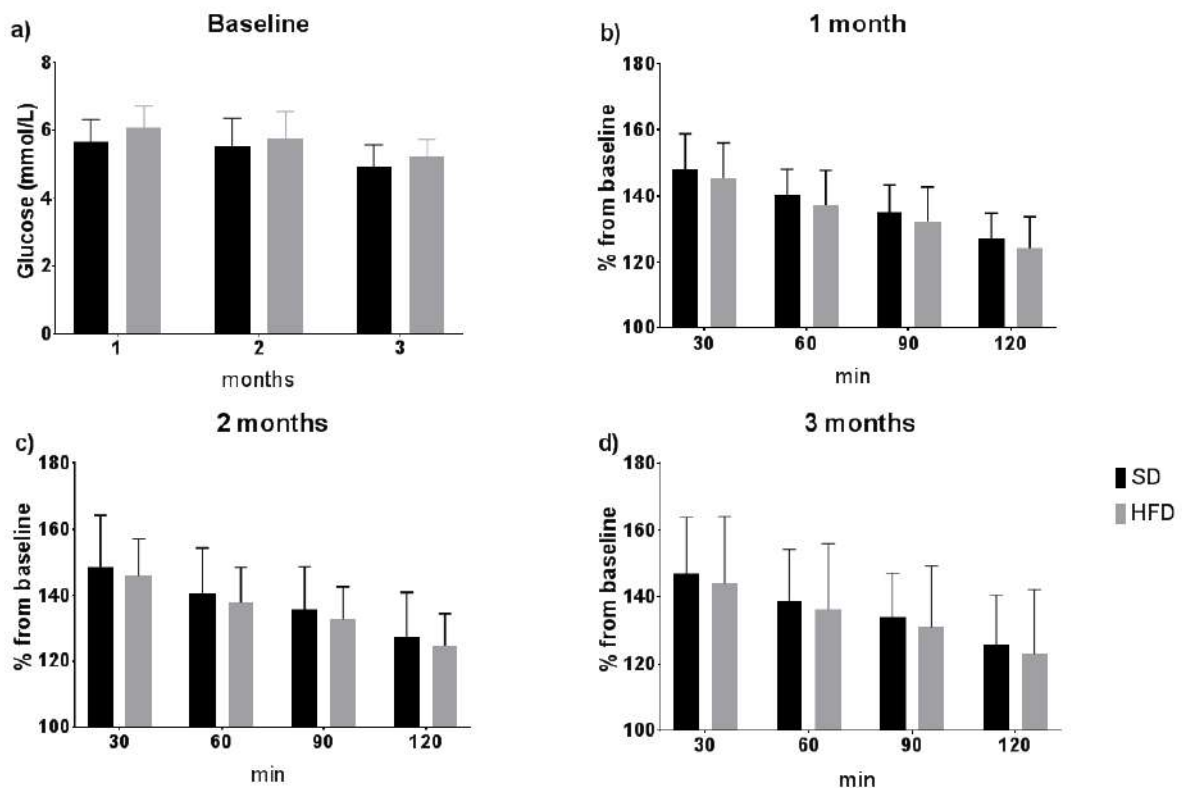 a)
Baseline
Glucose (mmol/L)
8
6
4
2
0
1 2 3
months
b)
1 month
% from baseline
180
160
140
120
100
30 60 90 120
min
c)
2 months
% from baseline
180
160
140
120
100
30 60 90 120
min
d)
3 months
% from baseline
180
160
140
120
100
30 60 90 120
min
SD
HFD